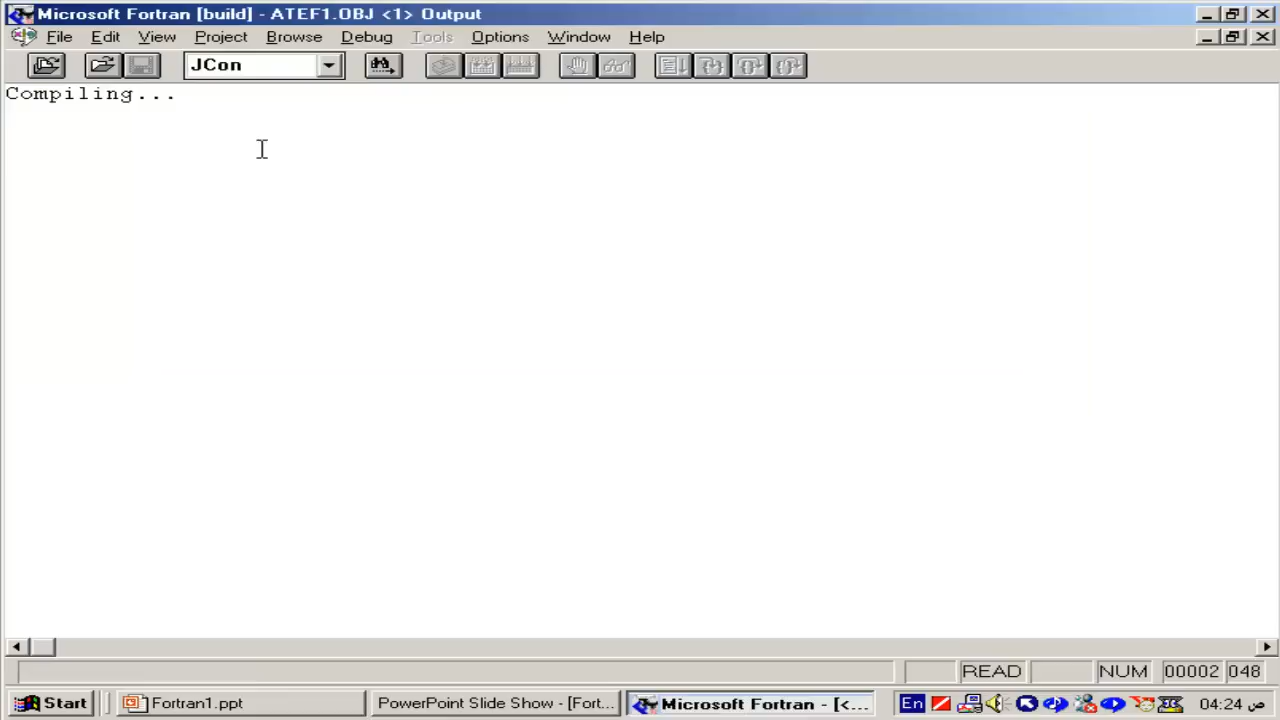 Microsoft Fortran [build] - ATEF1.OBJ <1> Output
File Edit View Project Browse Debug Tools Options Window Help
JCon
Compiling...
READ NUM 00002 048
Start Fortran1.ppt PowerPoint Slide Show - [Fort... Microsoft Fortran - [<... En 04:24 ص